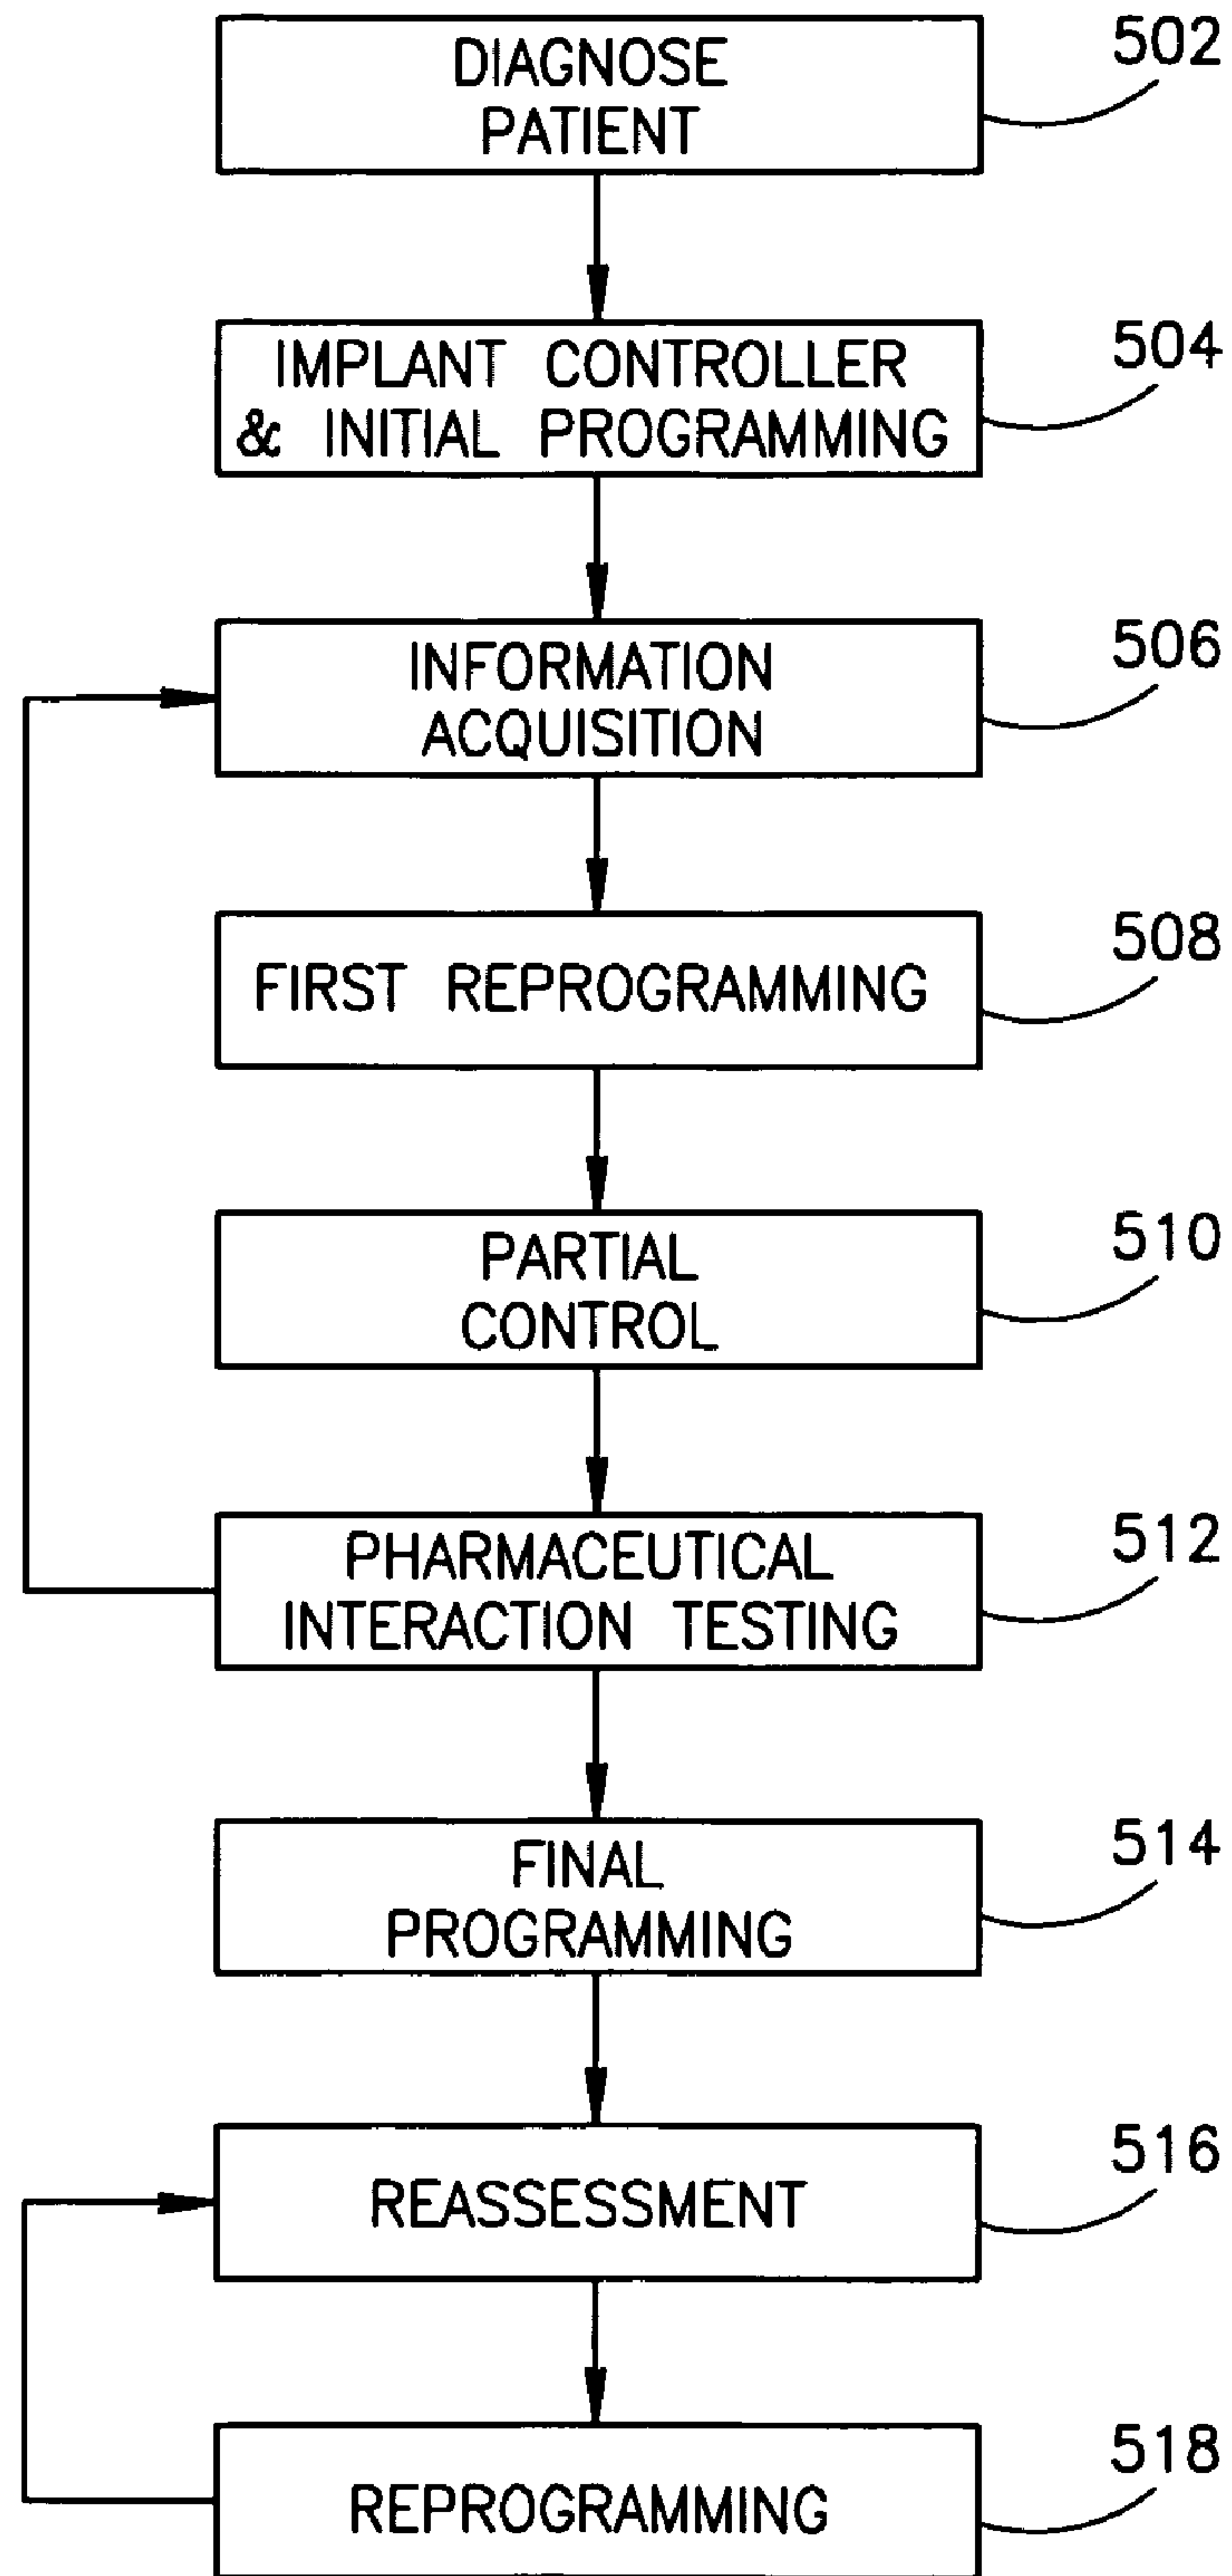 DIAGNOSE
PATIENT
502
IMPLANT CONTROLLER
& INITIAL PROGRAMMING
504
INFORMATION
ACQUISITION
506
FIRST REPROGRAMMING
508
PARTIAL
CONTROL
510
PHARMACEUTICAL
INTERACTION TESTING
512
FINAL
PROGRAMMING
514
REASSESSMENT
516
REPROGRAMMING
518